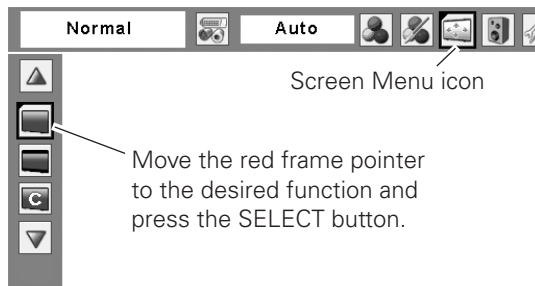 Normal Auto
Screen Menu icon
Move the red frame pointer
to the desired function and
press the SELECT button.
C